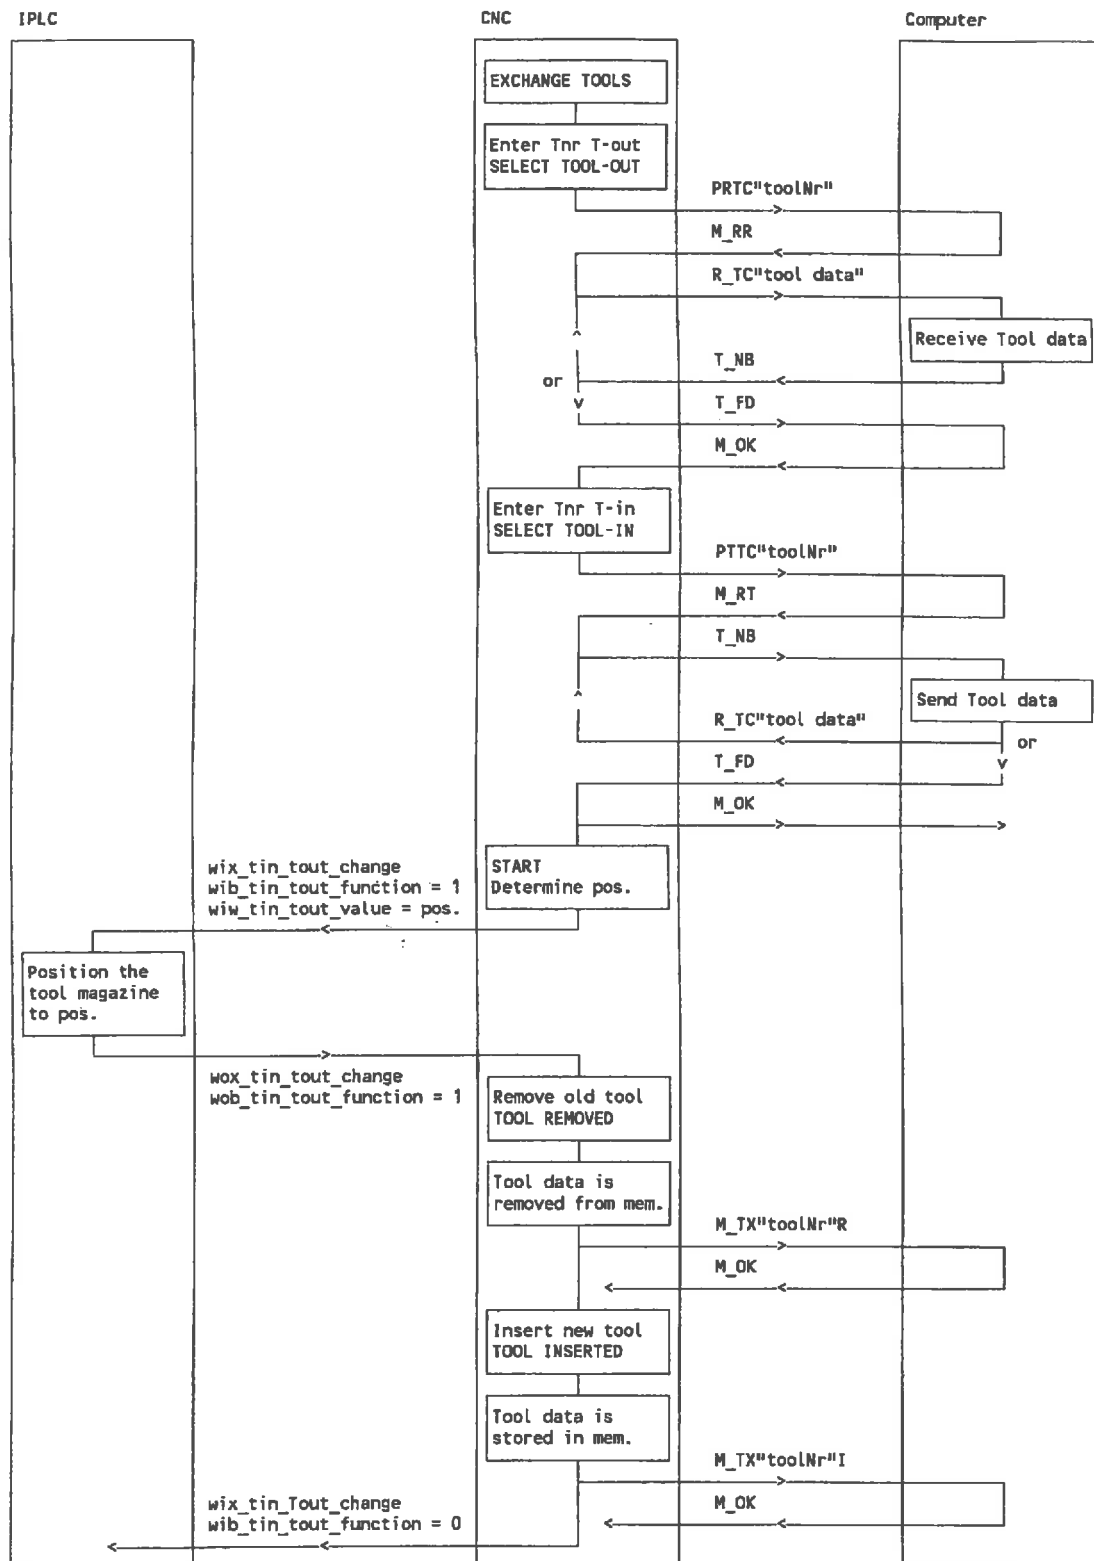 IPLC
CNC
Computer
EXCHANGE TOOLS
Enter Tnr T-out
SELECT TOOL-OUT
PRTC"toolNr"
M_RR
R_TC"tool data"
Receive Tool data
T_NB
or
T_FD
M_OK
Enter Tnr T-in
SELECT TOOL-IN
PTTC"toolNr"
M_RT
T_NB
Send Tool data
R_TC"tool data"
or
T_FD
M_OK
wix_tin_tout_change
wib_tin_tout_function = 1
wiw_tin_tout_value = pos.
START
Determine pos.
Position the
tool magazine
to pos.
wox_tin_tout_change
wob_tin_tout_function = 1
Remove old tool
TOOL REMOVED
Tool data is
removed from mem.
M_TX"toolNr"R
M_OK
Insert new tool
TOOL INSERTED
Tool data is
stored in mem.
M_TX"toolNr"I
M_OK
wix_tin_Tout_change
wib_tin_tout_function = 0